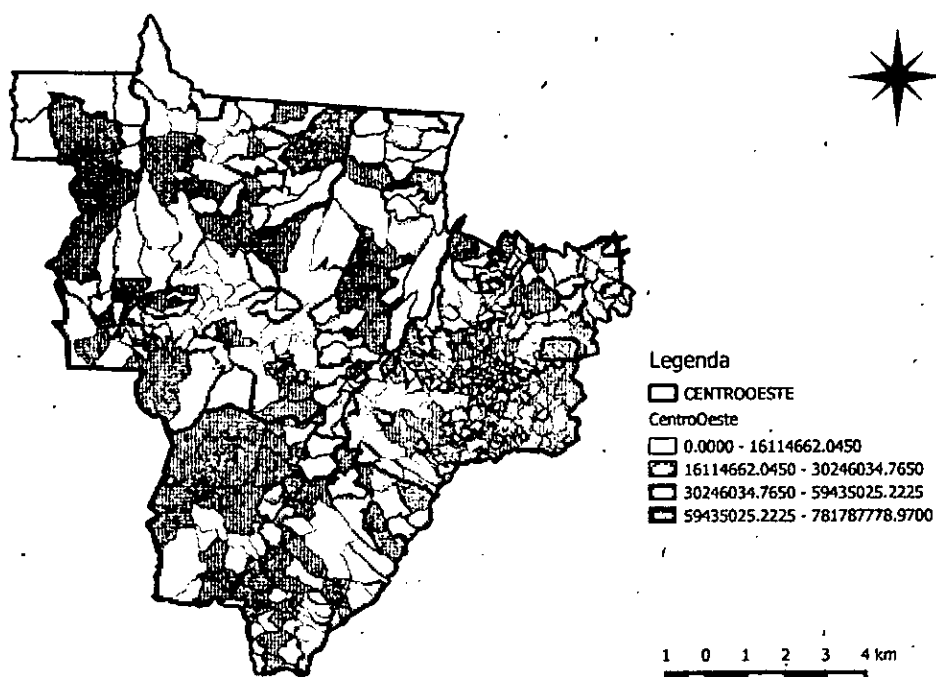 Legenda
CENTROOESTE
CentroOeste
0.0000 - 16114662.0450
16114662.0450 - 30246034.7650
30246034.7650 - 59435025.2225
59435025.2225 - 781787778.9700
1 0 1 2 3 4 km